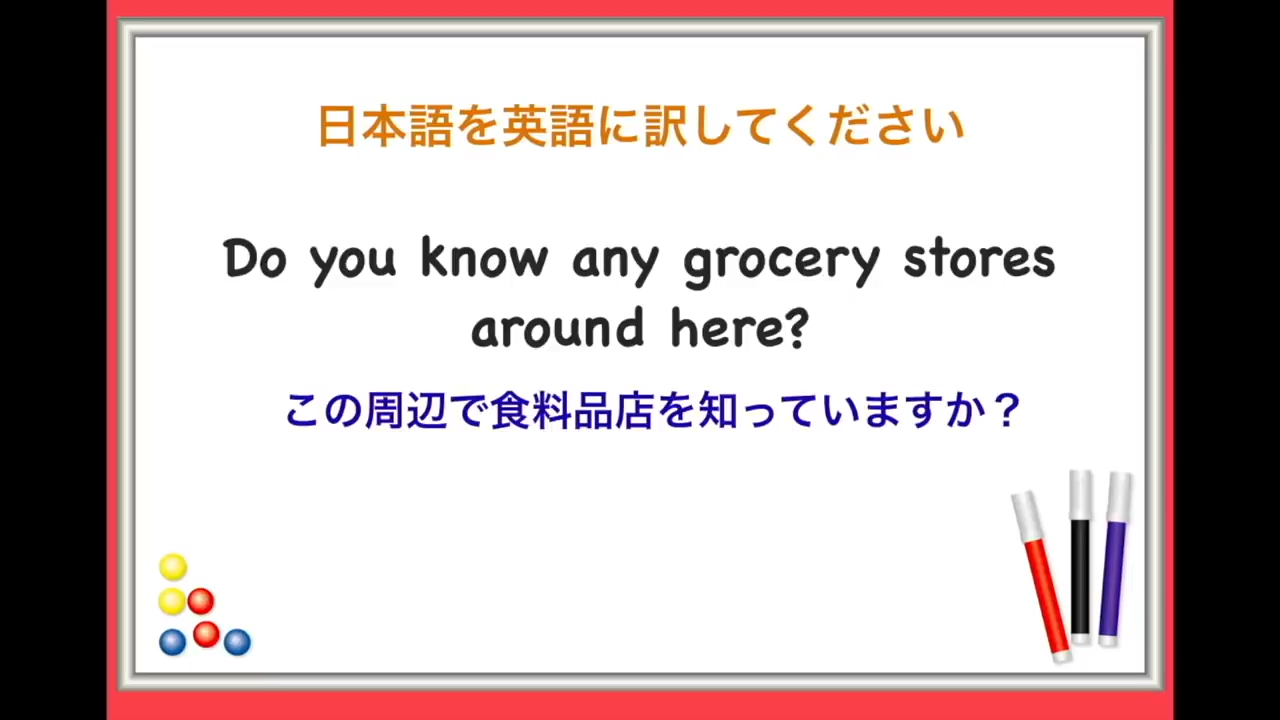 日本語を英語に訳してください
Do you know any grocery stores
around here?
この周辺で食料品店を知っていますか？